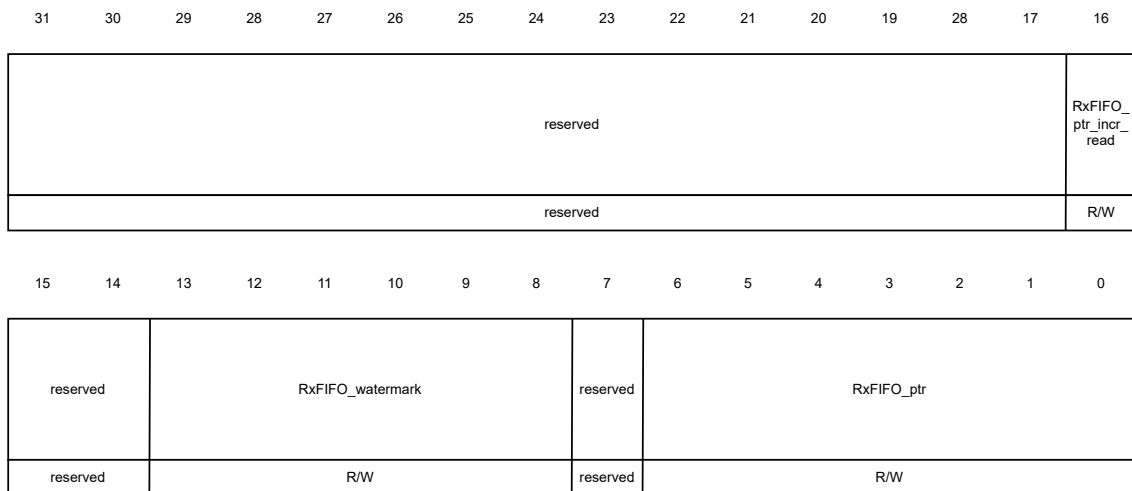 31 30 29 28 27 26 25 24 23 22 21 20 19 28 17 16
reserved
RxFIFO_
ptr_incr_
read
reserved R/W
15 14 13 12 11 10 9 8 7 6 5 4 3 2 1 0
reserved RxFIFO_watermark reserved RxFIFO_ptr
reserved R/W reserved R/W